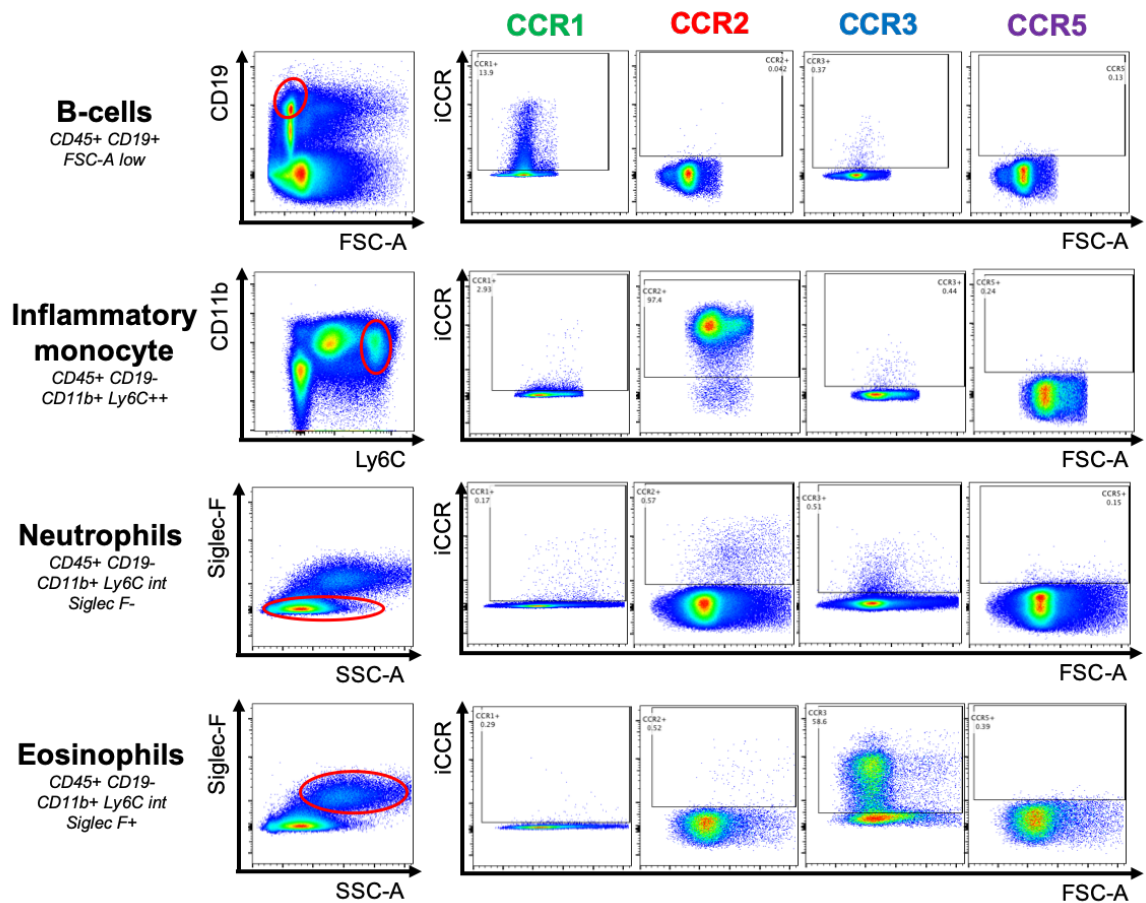 CCR1 CCR2 CCR3 CCR5
B-cells
CD45+ CD19+
FSC-A low
CD19
FSC-A
iCCR
CCR1+
13.9
CCR2+
0.042
CCR3+
0.37
CCR5
0.13
FSC-A
Inflammatory
monocyte
CD45+ CD19-
CD11b+ Ly6C++
CD11b
Ly6C
iCCR
CCR1+
2.93
CCR2+
97.4
CCR3+
0.44
CCR5+
0.24
FSC-A
Neutrophils
CD45+ CD19-
CD11b+ Ly6C int
Siglec F-
Siglec-F
SSC-A
iCCR
CCR1+
0.17
CCR2+
0.57
CCR3+
0.51
CCR5+
0.15
FSC-A
Eosinophils
CD45+ CD19-
CD11b+ Ly6C int
Siglec F+
Siglec-F
SSC-A
iCCR
CCR1+
0.29
CCR2+
0.52
CCR3
58.6
CCR5+
0.39
FSC-A